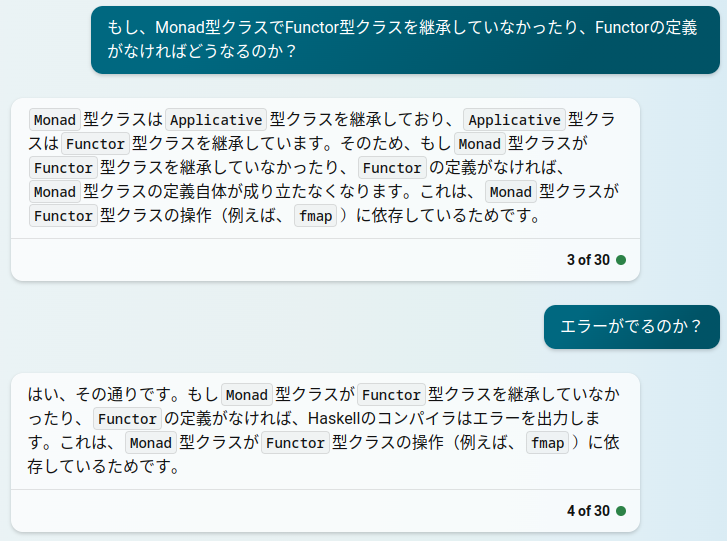 もし、Monad型クラスでFunctor型クラスを継承していなかったり、Functorの定義
がなければどうなるのか？
Monad 型クラスは Applicative 型クラスを継承しており、 Applicative 型クラ
スは Functor 型クラスを継承しています。そのため、もし Monad 型クラスが
Functor 型クラスを継承していなかったり、 Functor の定義がなければ、
Monad 型クラスの定義自体が成り立たなくなります。これは、 Monad 型クラスが
Functor 型クラスの操作（例えば、 fmap ）に依存しているためです。
3 of 30
エラーがでるのか？
はい、その通りです。もし Monad 型クラスが Functor 型クラスを継承していなか
ったり、 Functor の定義がなければ、Haskellのコンパイラはエラーを出力しま
す。これは、 Monad 型クラスが Functor 型クラスの操作（例えば、 fmap ）に依
存しているためです。
4 of 30